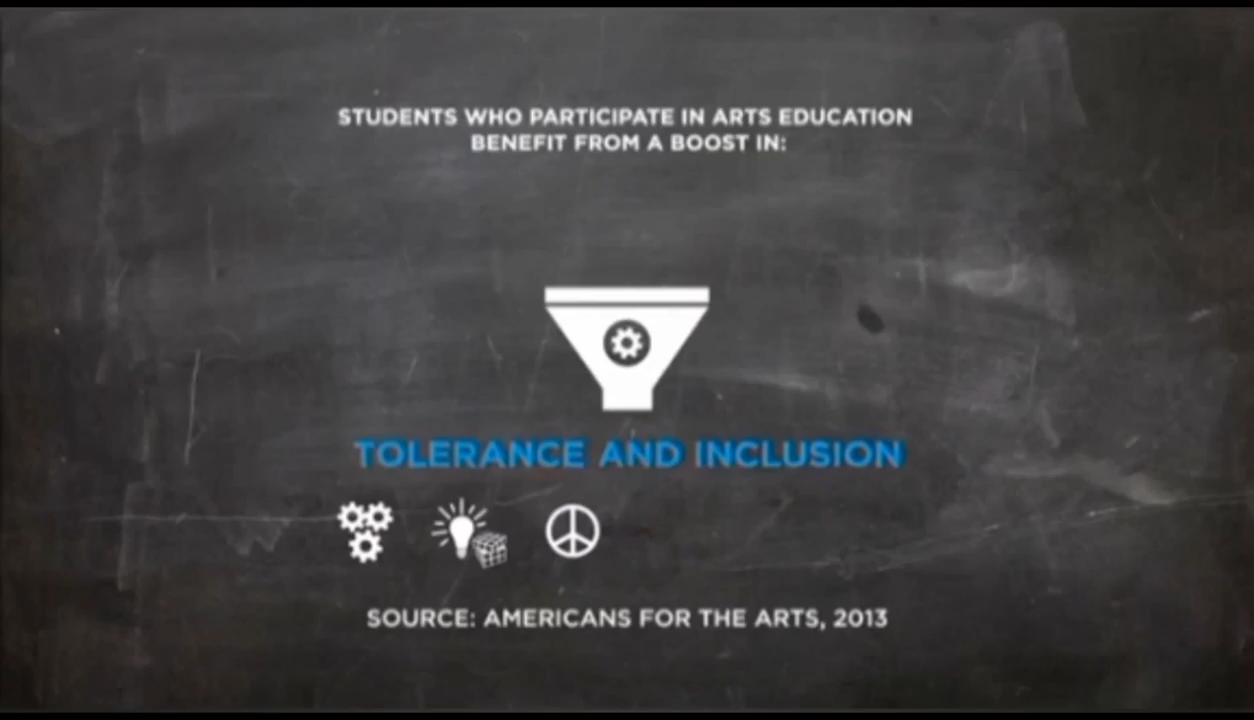 STUDENTS WHO PARTICIPATE IN ARTS EDUCATION
BENEFIT FROM A BOOST IN:
TOLERANCE AND INCLUSION
SOURCE: AMERICANS FOR THE ARTS, 2013